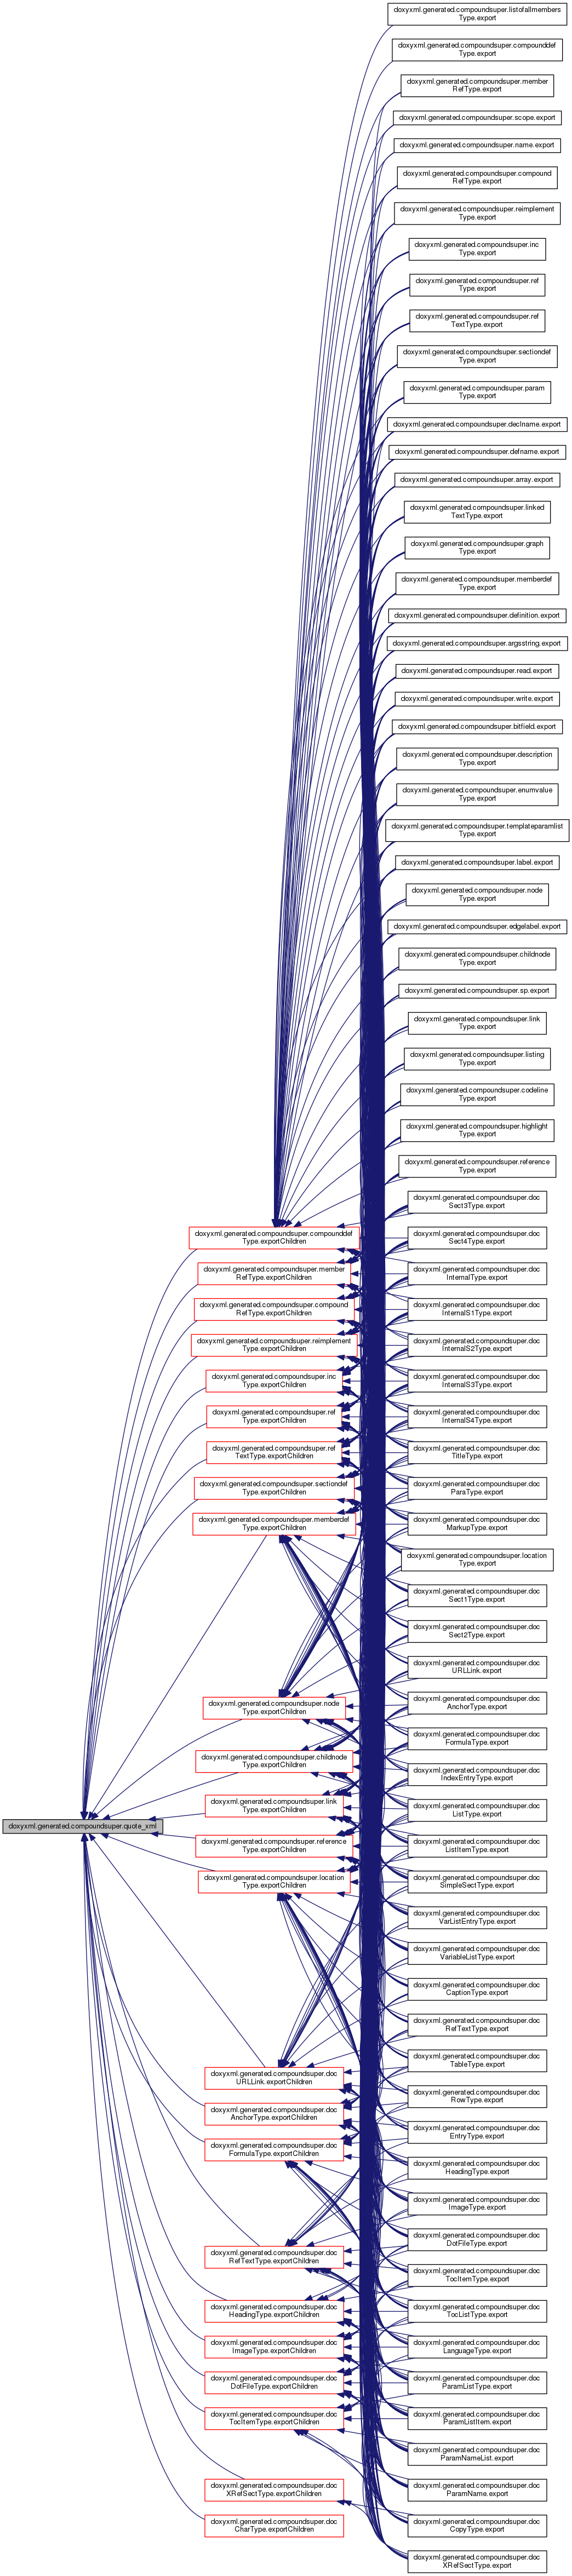 doxyxml.generated.compoundsuper.listofallmembers
Type.export
doxyxml.generated.compoundsuper.compounddef
Type.export
doxyxml.generated.compoundsuper.member
RefType.export
doxyxml.generated.compoundsuper.scope.export
doxyxml.generated.compoundsuper.name.export
doxyxml.generated.compoundsuper.compound
RefType.export
doxyxml.generated.compoundsuper.reimplement
Type.export
doxyxml.generated.compoundsuper.inc
Type.export
doxyxml.generated.compoundsuper.ref
Type.export
doxyxml.generated.compoundsuper.ref
TextType.export
doxyxml.generated.compoundsuper.sectiondef
Type.export
doxyxml.generated.compoundsuper.param
Type.export
doxyxml.generated.compoundsuper.declname.export
doxyxml.generated.compoundsuper.defname.export
doxyxml.generated.compoundsuper.array.export
doxyxml.generated.compoundsuper.linked
TextType.export
doxyxml.generated.compoundsuper.graph
Type.export
doxyxml.generated.compoundsuper.memberdef
Type.export
doxyxml.generated.compoundsuper.definition.export
doxyxml.generated.compoundsuper.argsstring.export
doxyxml.generated.compoundsuper.read.export
doxyxml.generated.compoundsuper.write.export
doxyxml.generated.compoundsuper.bitfield.export
doxyxml.generated.compoundsuper.description
Type.export
doxyxml.generated.compoundsuper.enumvalue
Type.export
doxyxml.generated.compoundsuper.templateparamlist
Type.export
doxyxml.generated.compoundsuper.label.export
doxyxml.generated.compoundsuper.node
Type.export
doxyxml.generated.compoundsuper.edgelabel.export
doxyxml.generated.compoundsuper.childnode
Type.export
doxyxml.generated.compoundsuper.sp.export
doxyxml.generated.compoundsuper.link
Type.export
doxyxml.generated.compoundsuper.listing
Type.export
doxyxml.generated.compoundsuper.codeline
Type.export
doxyxml.generated.compoundsuper.highlight
Type.export
doxyxml.generated.compoundsuper.reference
Type.export
doxyxml.generated.compoundsuper.doc
Sect3Type.export
doxyxml.generated.compoundsuper.doc
Sect4Type.export
doxyxml.generated.compoundsuper.doc
InternalType.export
doxyxml.generated.compoundsuper.doc
InternalS1Type.export
doxyxml.generated.compoundsuper.doc
InternalS2Type.export
doxyxml.generated.compoundsuper.doc
InternalS3Type.export
doxyxml.generated.compoundsuper.doc
InternalS4Type.export
doxyxml.generated.compoundsuper.doc
TitleType.export
doxyxml.generated.compoundsuper.doc
ParaType.export
doxyxml.generated.compoundsuper.doc
MarkupType.export
doxyxml.generated.compoundsuper.location
Type.export
doxyxml.generated.compoundsuper.doc
Sect1Type.export
doxyxml.generated.compoundsuper.doc
Sect2Type.export
doxyxml.generated.compoundsuper.doc
URLLink.export
doxyxml.generated.compoundsuper.doc
AnchorType.export
doxyxml.generated.compoundsuper.doc
FormulaType.export
doxyxml.generated.compoundsuper.doc
IndexEntryType.export
doxyxml.generated.compoundsuper.doc
ListType.export
doxyxml.generated.compoundsuper.doc
ListItemType.export
doxyxml.generated.compoundsuper.doc
SimpleSectType.export
doxyxml.generated.compoundsuper.doc
VarListEntryType.export
doxyxml.generated.compoundsuper.doc
VariableListType.export
doxyxml.generated.compoundsuper.doc
CaptionType.export
doxyxml.generated.compoundsuper.doc
RefTextType.export
doxyxml.generated.compoundsuper.doc
TableType.export
doxyxml.generated.compoundsuper.doc
RowType.export
doxyxml.generated.compoundsuper.doc
EntryType.export
doxyxml.generated.compoundsuper.doc
HeadingType.export
doxyxml.generated.compoundsuper.doc
ImageType.export
doxyxml.generated.compoundsuper.doc
DotFileType.export
doxyxml.generated.compoundsuper.doc
TocItemType.export
doxyxml.generated.compoundsuper.doc
TocListType.export
doxyxml.generated.compoundsuper.doc
LanguageType.export
doxyxml.generated.compoundsuper.doc
ParamListType.export
doxyxml.generated.compoundsuper.doc
ParamListItem.export
doxyxml.generated.compoundsuper.doc
ParamNameList.export
doxyxml.generated.compoundsuper.doc
ParamName.export
doxyxml.generated.compoundsuper.doc
CopyType.export
doxyxml.generated.compoundsuper.doc
XRefSectType.export
doxyxml.generated.compoundsuper.compounddef
Type.exportChildren
doxyxml.generated.compoundsuper.member
RefType.exportChildren
doxyxml.generated.compoundsuper.compound
RefType.exportChildren
doxyxml.generated.compoundsuper.reimplement
Type.exportChildren
doxyxml.generated.compoundsuper.inc
Type.exportChildren
doxyxml.generated.compoundsuper.ref
Type.exportChildren
doxyxml.generated.compoundsuper.ref
TextType.exportChildren
doxyxml.generated.compoundsuper.sectiondef
Type.exportChildren
doxyxml.generated.compoundsuper.memberdef
Type.exportChildren
doxyxml.generated.compoundsuper.node
Type.exportChildren
doxyxml.generated.compoundsuper.childnode
Type.exportChildren
doxyxml.generated.compoundsuper.link
Type.exportChildren
doxyxml.generated.compoundsuper.reference
Type.exportChildren
doxyxml.generated.compoundsuper.location
Type.exportChildren
doxyxml.generated.compoundsuper.doc
URLLink.exportChildren
doxyxml.generated.compoundsuper.doc
AnchorType.exportChildren
doxyxml.generated.compoundsuper.doc
FormulaType.exportChildren
doxyxml.generated.compoundsuper.doc
RefTextType.exportChildren
doxyxml.generated.compoundsuper.doc
HeadingType.exportChildren
doxyxml.generated.compoundsuper.doc
ImageType.exportChildren
doxyxml.generated.compoundsuper.doc
DotFileType.exportChildren
doxyxml.generated.compoundsuper.doc
TocItemType.exportChildren
doxyxml.generated.compoundsuper.doc
XRefSectType.exportChildren
doxyxml.generated.compoundsuper.doc
CharType.exportChildren
doxyxml.generated.compoundsuper.quote_xml